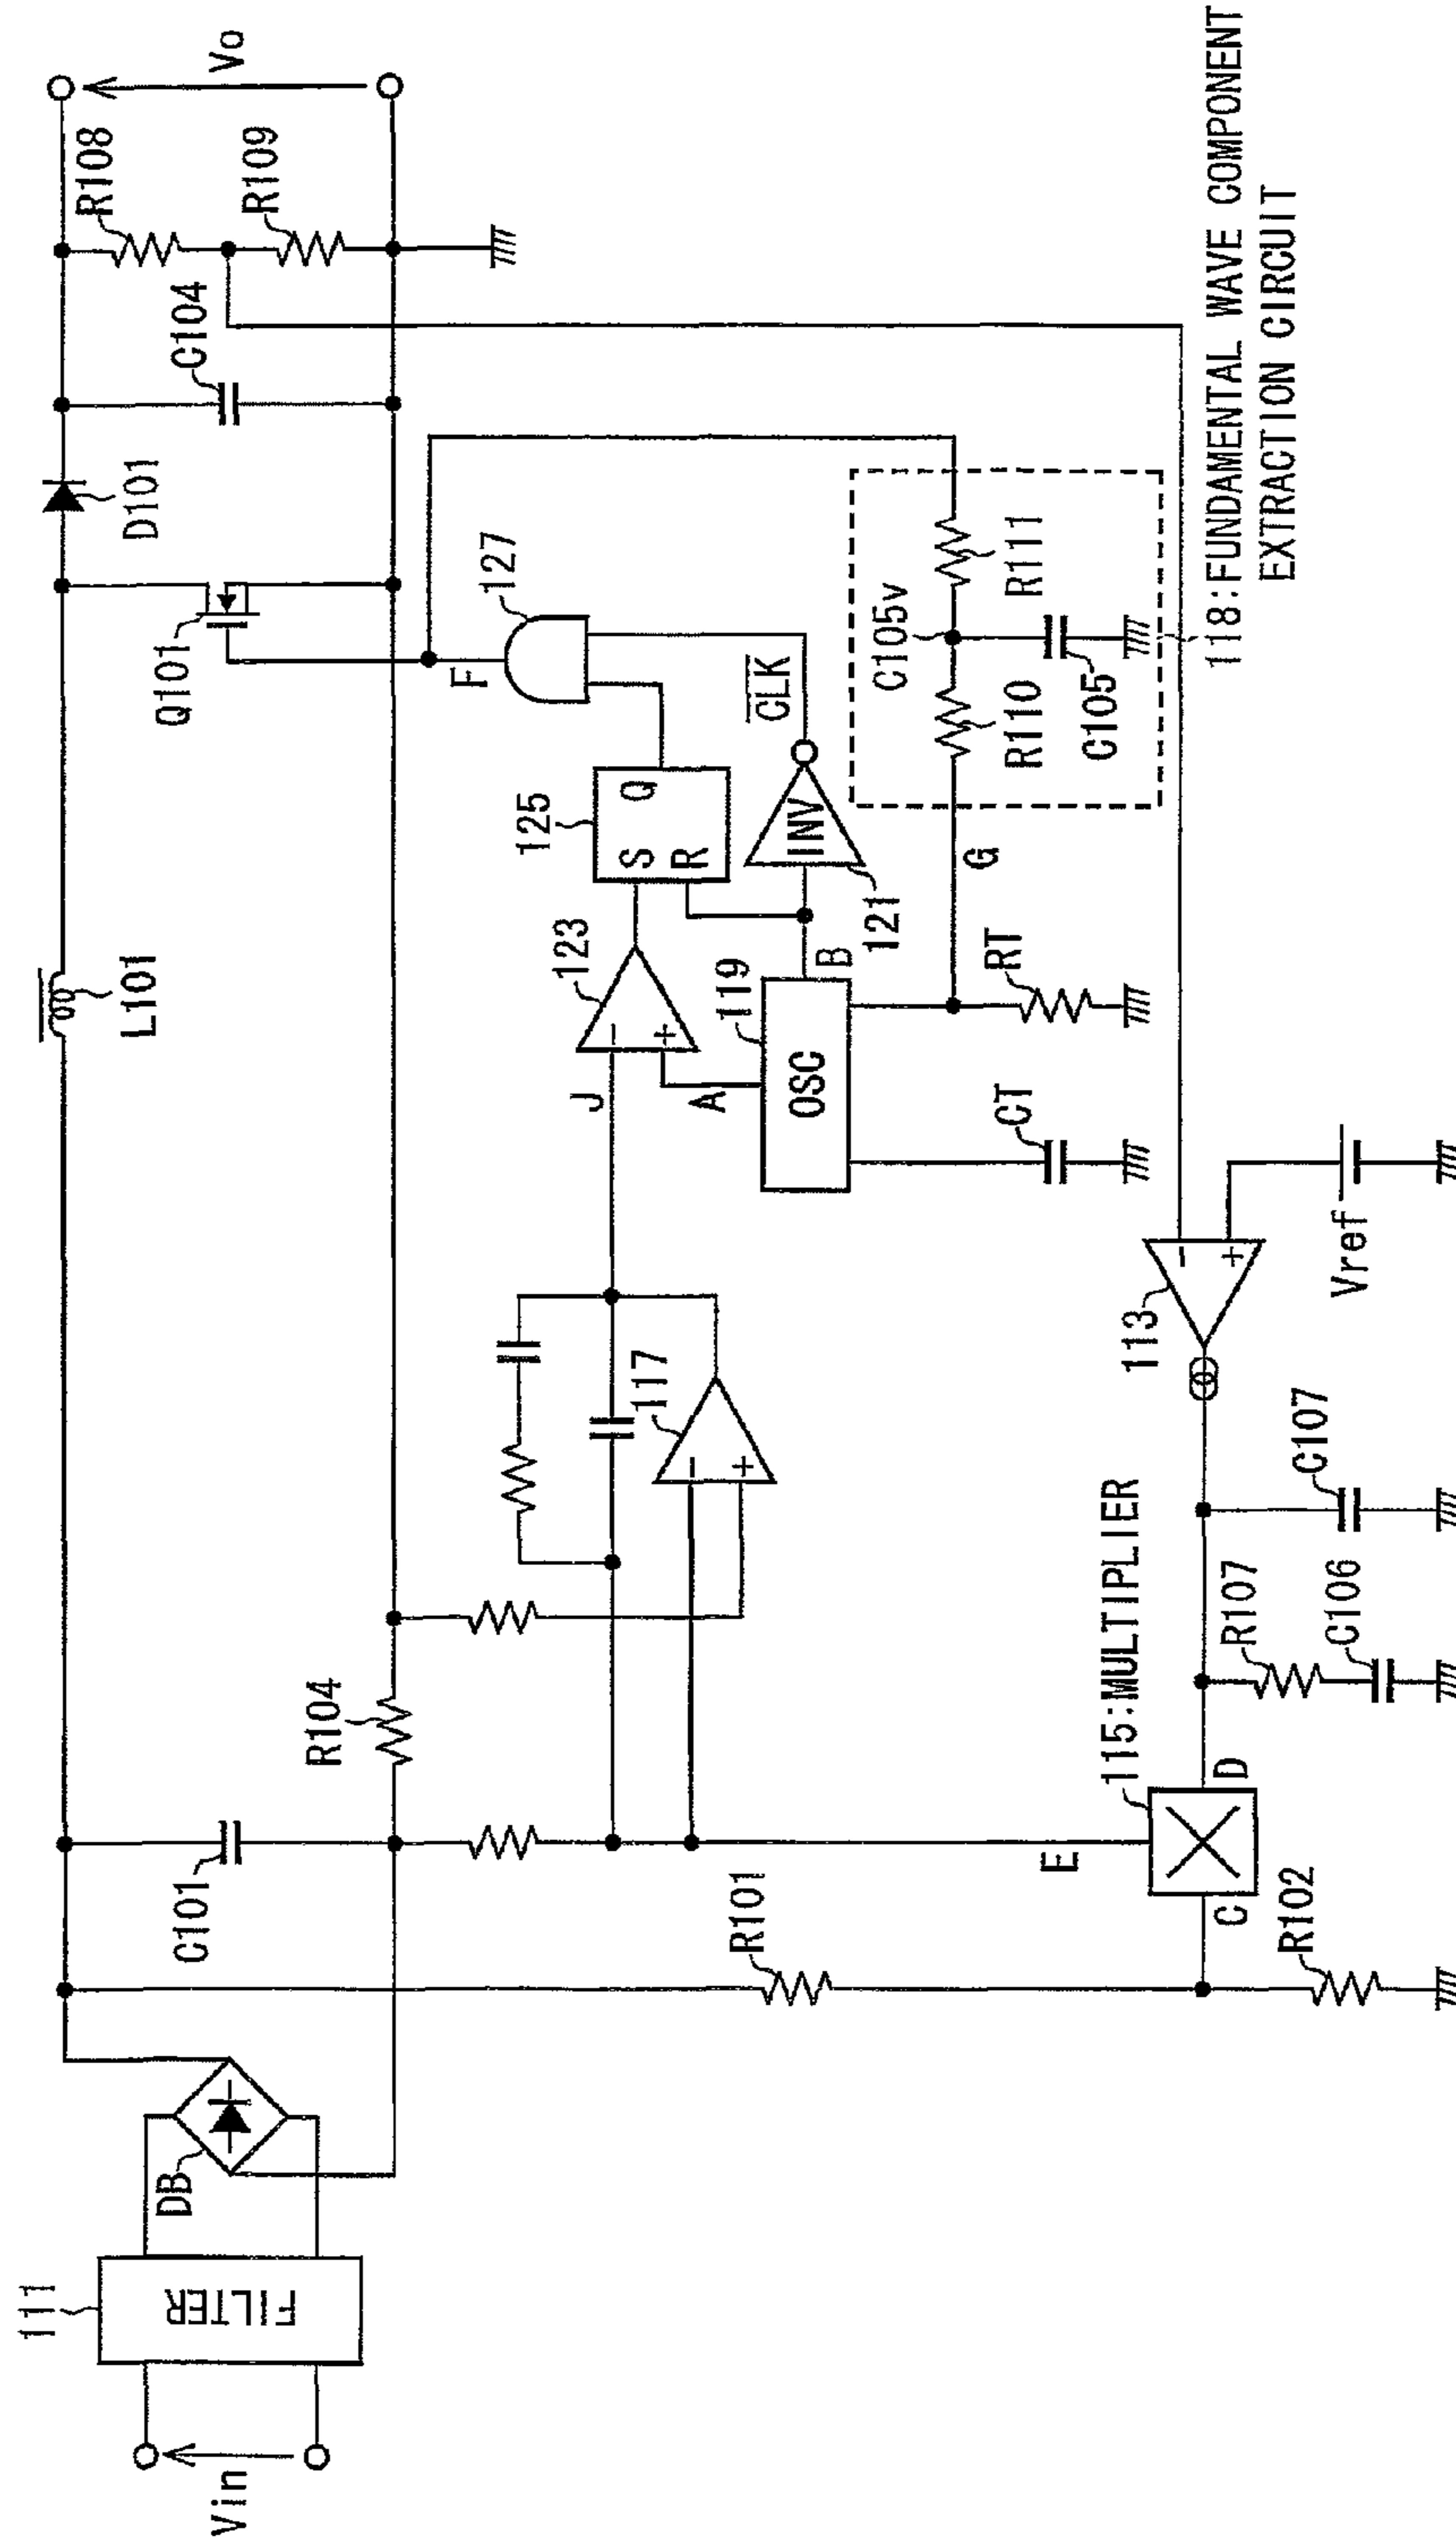 111
FILTER
Vin
DB
C101
R104
L101
Q101
D101
C104
R108
R109
Vo
R101
117
J
123
A
125
S
Q
R
127
F
CLK
OSC
119
B
INV
121
CT
RT
G
C105v
R110
R111
C105
118:FUNDAMENTAL WAVE COMPONENT
EXTRACTION CIRCUIT
E
115:MULTIPLIER
C
D
R102
R107
C106
C107
113
Vref